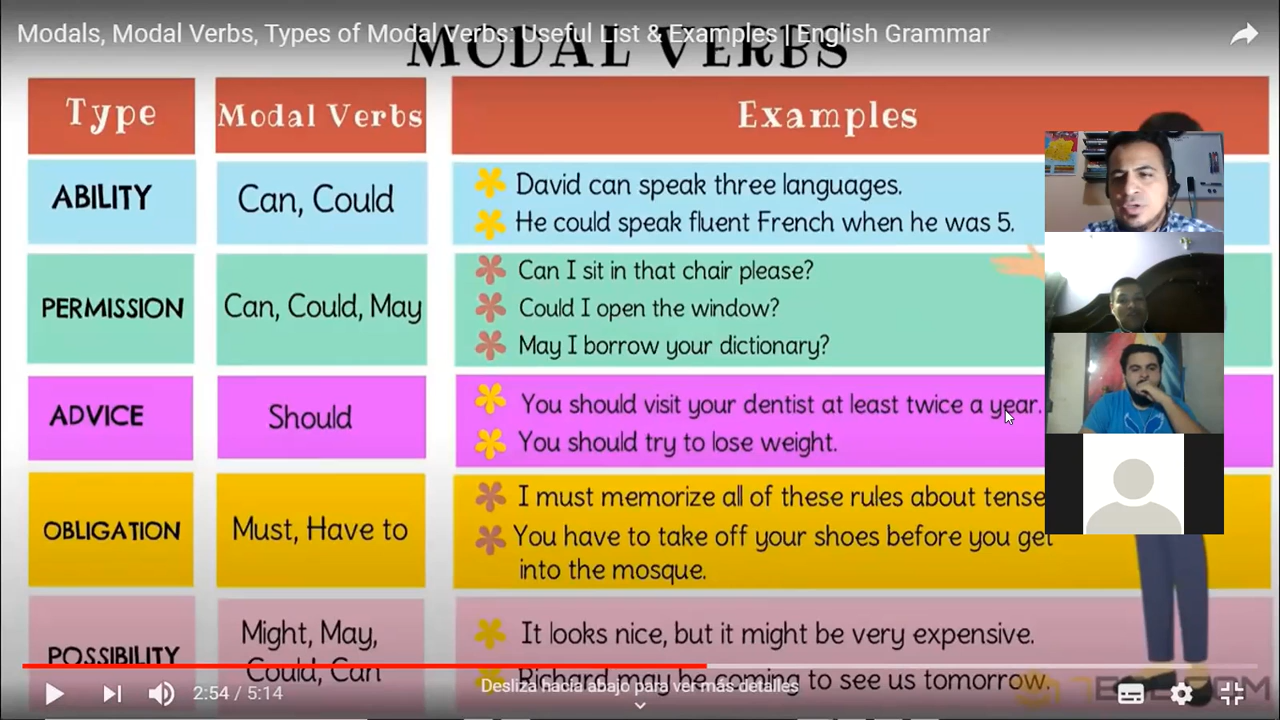 Modals, Modal Verbs, Types of Modal Verbs: Useful List & Examples | English Grammar
MODAL VERBS
Type
Modal Verbs
Examples
ABILITY
Can, Could
David can speak three languages.
He could speak fluent French when he was 5.
PERMISSION
Can, Could, May
Can I sit in that chair please?
Could I open the window?
May I borrow your dictionary?
ADVICE
Should
You should visit your dentist at least twice a year.
You should try to lose weight.
OBLIGATION
Must, Have to
I must memorize all of these rules about tense
You have to take off your shoes before you get
into the mosque.
POSSIBILITY
Might, May,
Could, Can
It looks nice, but it might be very expensive.
Richard may be coming to see us tomorrow.
2:54 / 5:14
Desliza hacia abajo para ver más detalles